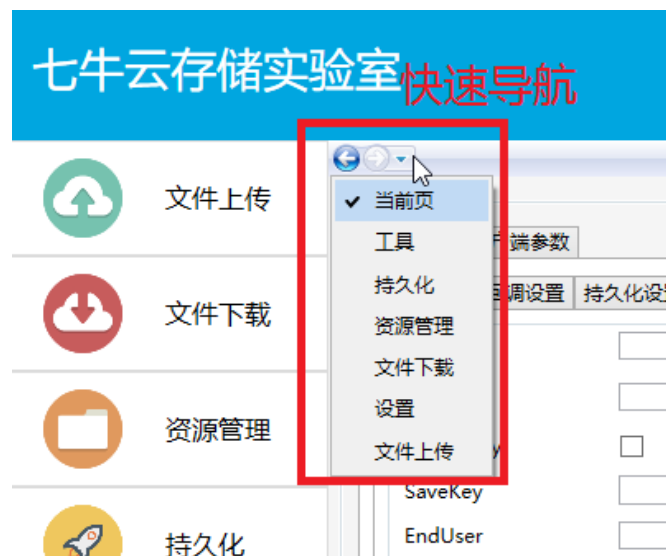 七牛云存储实验室
快速导航
文件上传
文件下载
资源管理
持久化
当前页
工具
持久化
资源管理
文件下载
设置
文件上传
户端参数
回调设置
持久化设
SaveKey
EndUser